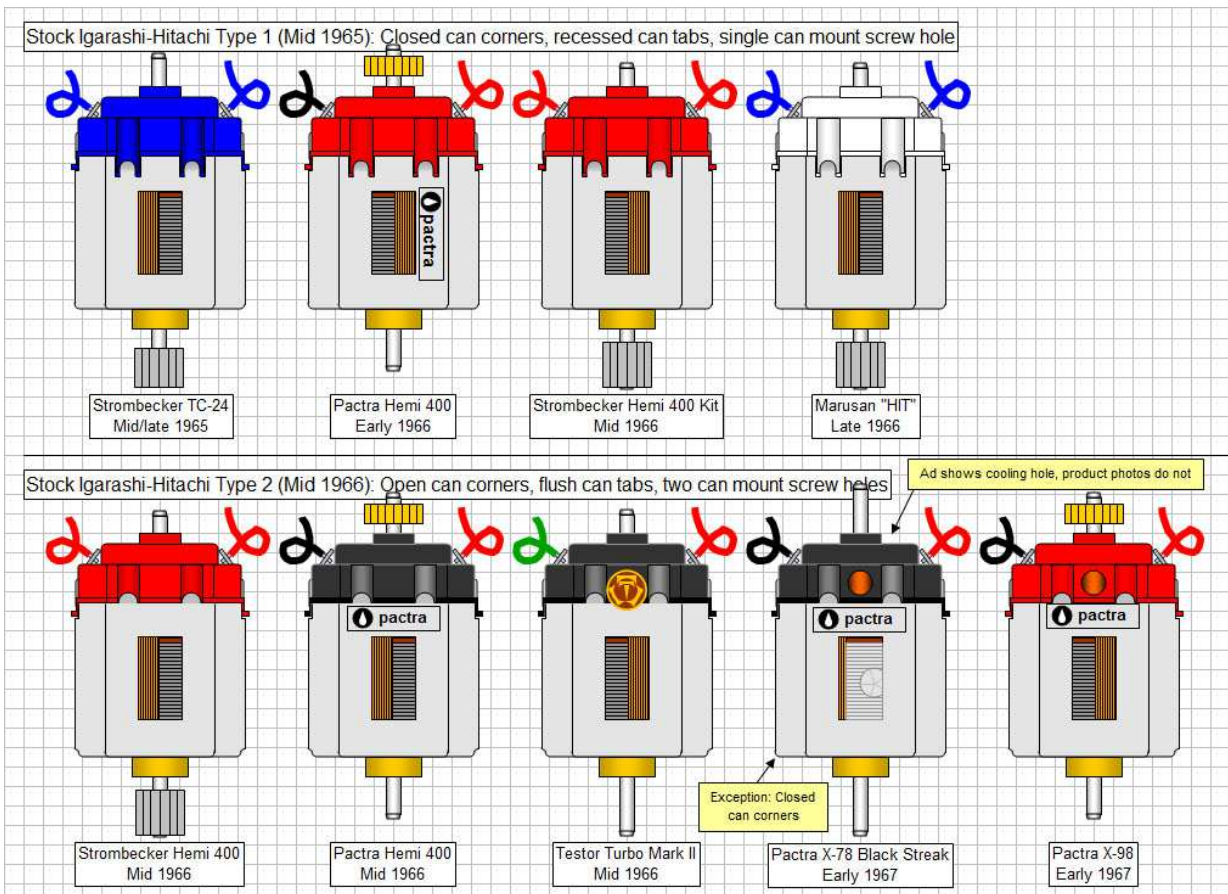 Stock Igarashi-Hitachi Type 1 (Mid 1965): Closed can corners, recessed can tabs, single can mount screw hole
pactra
Strombecker TC-24
Mid/late 1965
Pactra Hemi 400
Early 1966
Strombecker Hemi 400 Kit
Mid 1966
Marusan "HIT"
Late 1966
Stock Igarashi-Hitachi Type 2 (Mid 1966): Open can corners, flush can tabs, two can mount screw holes
Ad shows cooling hole, product photos do not
pactra
pactra
pactra
Exception: Closed
can corners
Strombecker Hemi 400
Mid 1966
Pactra Hemi 400
Mid 1966
Testor Turbo Mark II
Mid 1966
Pactra X-78 Black Streak
Early 1967
Pactra X-98
Early 1967